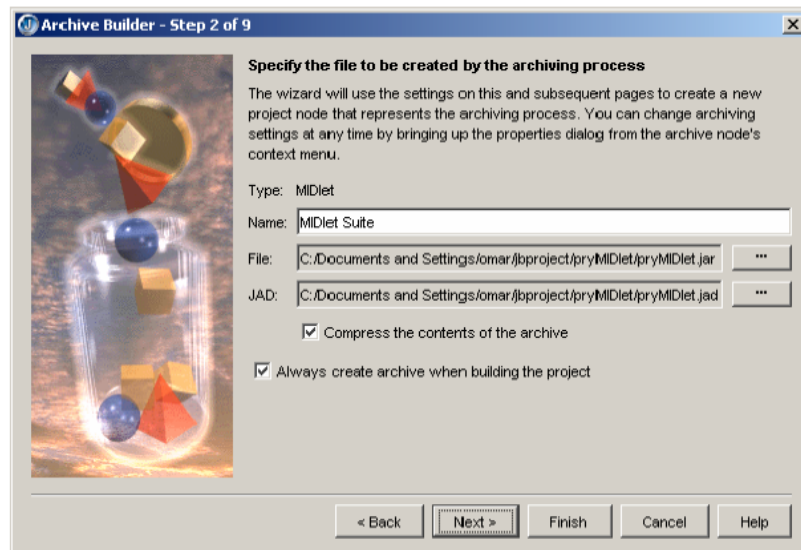 Archive Builder - Step 2 of 9
Specify the file to be created by the archiving process
The wizard will use the settings on this and subsequent pages to create a new
project node that represents the archiving process. You can change archiving
settings at any time by bringing up the properties dialog from the archive node's
context menu.
Type: MIDlet
Name: MIDlet Suite
File: C:/Documents and Settings/omar/jbproject/pryMIDlet/pryMIDlet.jar ...
JAD: C:/Documents and Settings/omar/jbproject/pryMIDlet/pryMIDlet.jad ...
Compress the contents of the archive
Always create archive when building the project
< Back Next > Finish Cancel Help